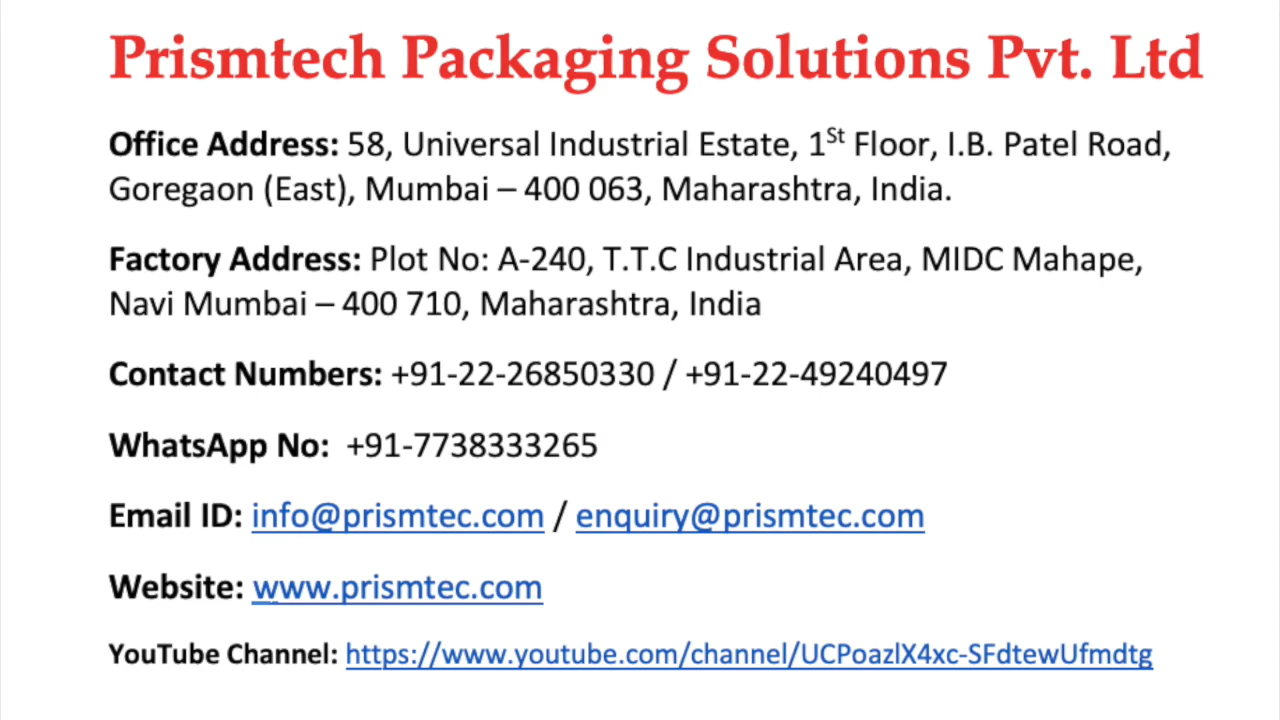 Prismtech Packaging Solutions Pvt. Ltd
Office Address: 58, Universal Industrial Estate, 1St Floor, I.B. Patel Road,
Goregaon (East), Mumbai – 400 063, Maharashtra, India.
Factory Address: Plot No: A-240, T.T.C Industrial Area, MIDC Mahape,
Navi Mumbai – 400 710, Maharashtra, India
Contact Numbers: +91-22-26850330 / +91-22-49240497
WhatsApp No: +91-7738333265
Email ID: info@prismtec.com / enquiry@prismtec.com
Website: www.prismtec.com
YouTube Channel: https://www.youtube.com/channel/UCPoazlX4xc-SFdtewUfmdtg